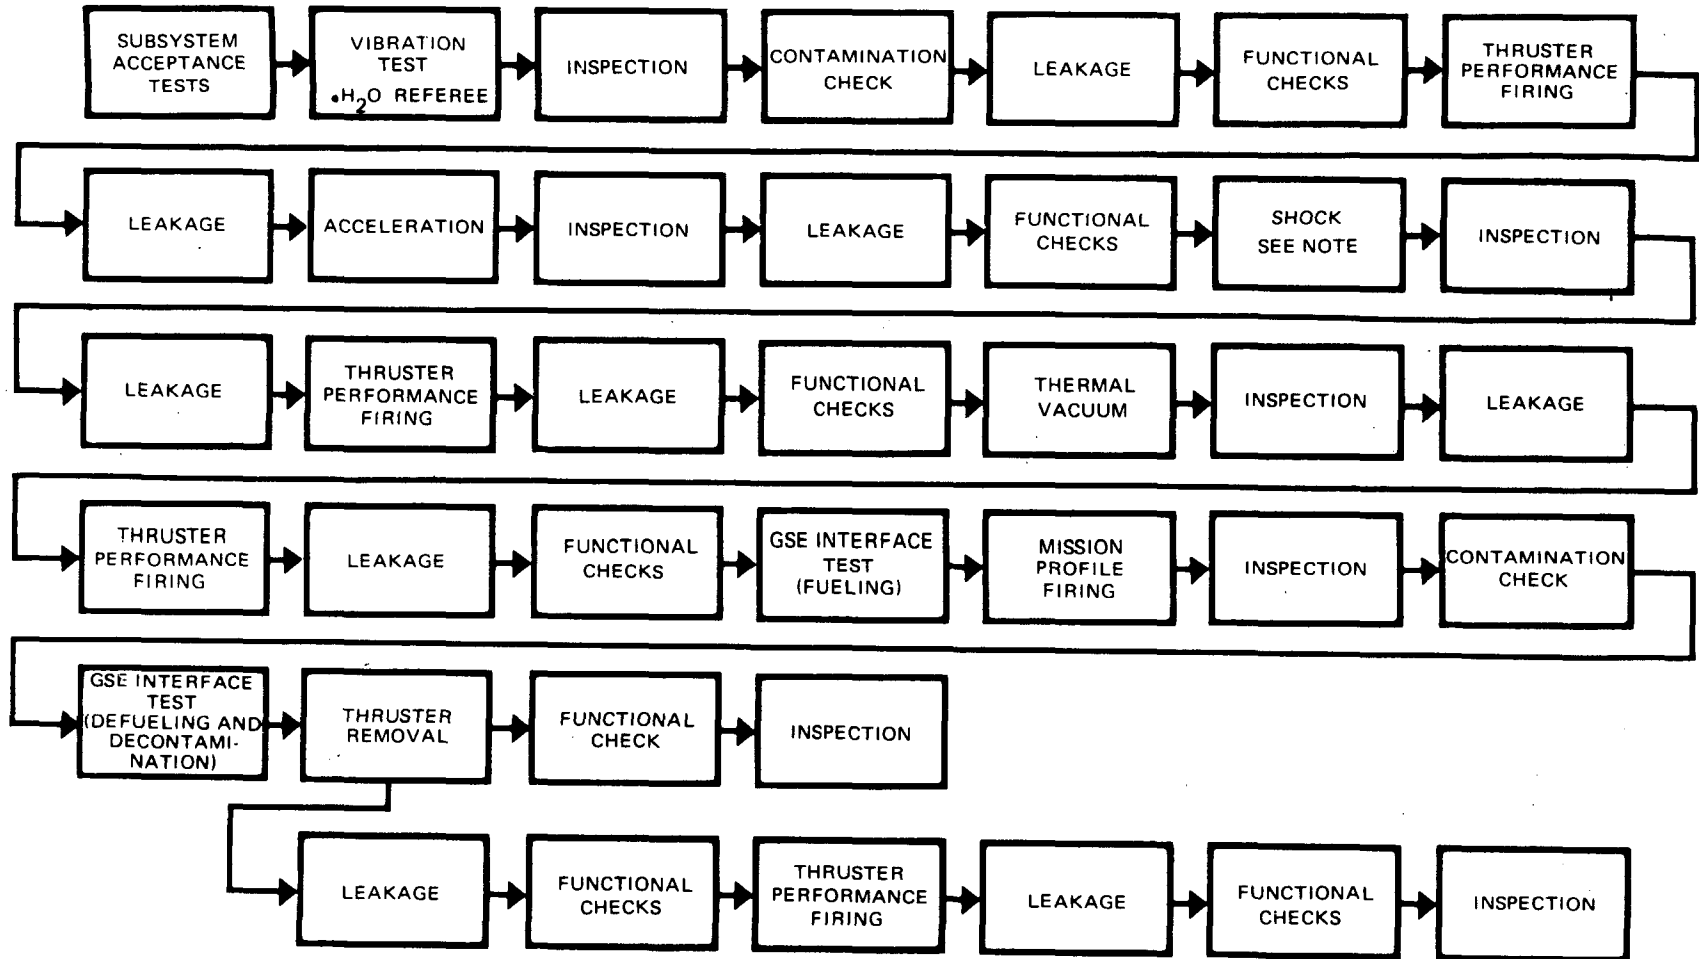 SUBSYSTEM
ACCEPTANCE
TESTS
VIBRATION
TEST
.H2O REFEREE
INSPECTION
CONTAMINATION
CHECK
LEAKAGE
FUNCTIONAL
CHECKS
THRUSTER
PERFORMANCE
FIRING
LEAKAGE
ACCELERATION
INSPECTION
LEAKAGE
FUNCTIONAL
CHECKS
SHOCK
SEE NOTE
INSPECTION
LEAKAGE
THRUSTER
PERFORMANCE
FIRING
LEAKAGE
FUNCTIONAL
CHECKS
THERMAL
VACUUM
INSPECTION
LEAKAGE
THRUSTER
PERFORMANCE
FIRING
LEAKAGE
FUNCTIONAL
CHECKS
GSE INTERFACE
TEST
(FUELING)
MISSION
PROFILE
FIRING
INSPECTION
CONTAMINATION
CHECK
GSE INTERFACE
TEST
(DEFUELING AND
DECONTAMI-
NATION)
THRUSTER
REMOVAL
FUNCTIONAL
CHECK
INSPECTION
LEAKAGE
FUNCTIONAL
CHECKS
THRUSTER
PERFORMANCE
FIRING
LEAKAGE
FUNCTIONAL
CHECKS
INSPECTION